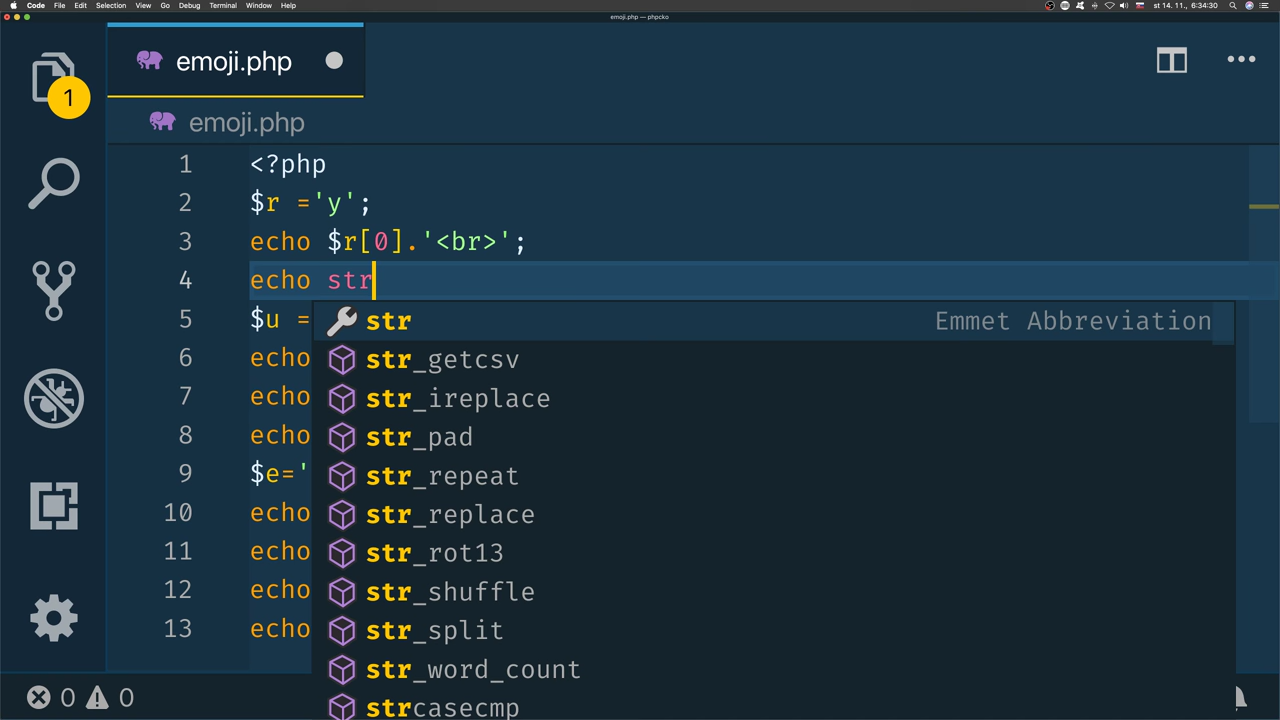 Code File Edit Selection View Go Debug Terminal Window Help
st 14. 11., 6:34:30
emoji.php — phpcko
emoji.php
1
emoji.php
1 <?php
2 $r ='y';
3 echo $r[0].'<br>';
4 echo str
5 $u =
str Emmet Abbreviation
6 echo
str_getcsv
7 echo
str_ireplace
8 echo
str_pad
9 $e='
str_repeat
10 echo
str_replace
11 echo
str_rot13
12 echo
str_shuffle
13 echo
str_split
str_word_count
strcasecmp
0 0